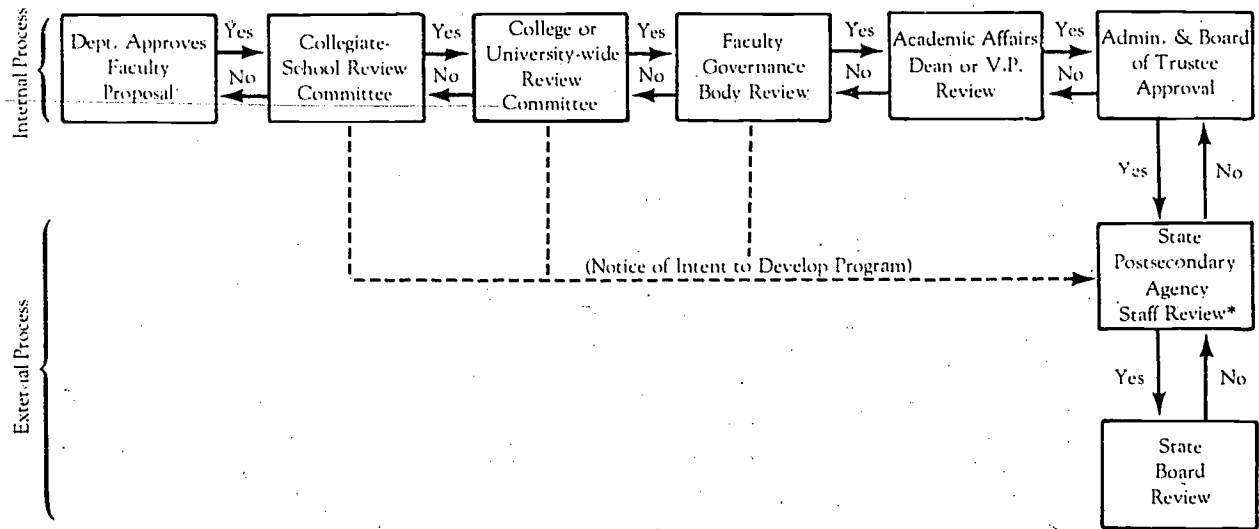 Internal Process
Dept. Approves
Faculty
Proposal
Yes
No
Collegiate-
School Review
Committee
Yes
No
College or
University-wide
Review
Committee
Yes
No
Faculty
Governance
Body Review
Yes
No
Academic Affairs
Dean or V.P.
Review
Yes
No
Admin. & Board
of Trustee
Approval
Yes
No
External Process
(Notice of Intent to Develop Program)
State
Postsecondary
Agency
Staff Review*
Yes
No
State
Board
Review